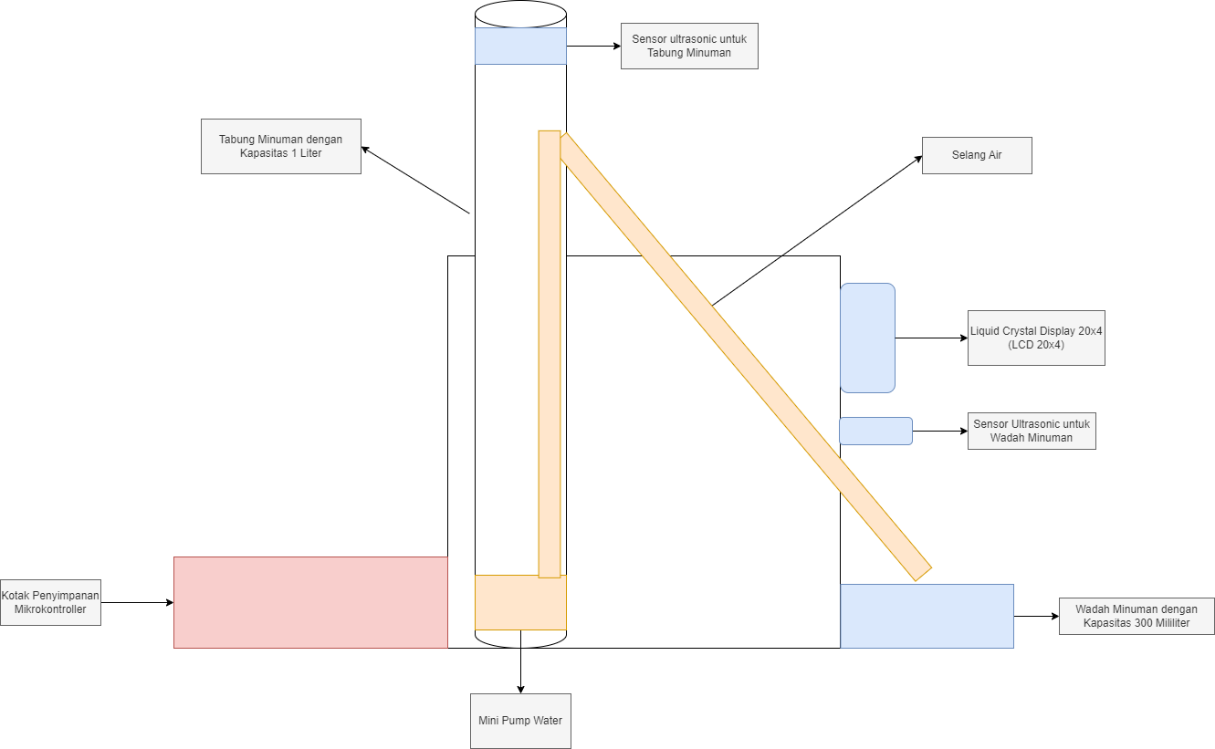 Sensor ultrasonic untuk
Tabung Minuman
Tabung Minuman dengan
Kapasitas 1 Liter
Selang Air
Liquid Crystal Display 20x4
(LCD 20x4)
Sensor Ultrasonic untuk
Wadah Minuman
Kotak Penyimpanan
Mikrokontroller
Wadah Minuman dengan
Kapasitas 300 Mililiter
Mini Pump Water